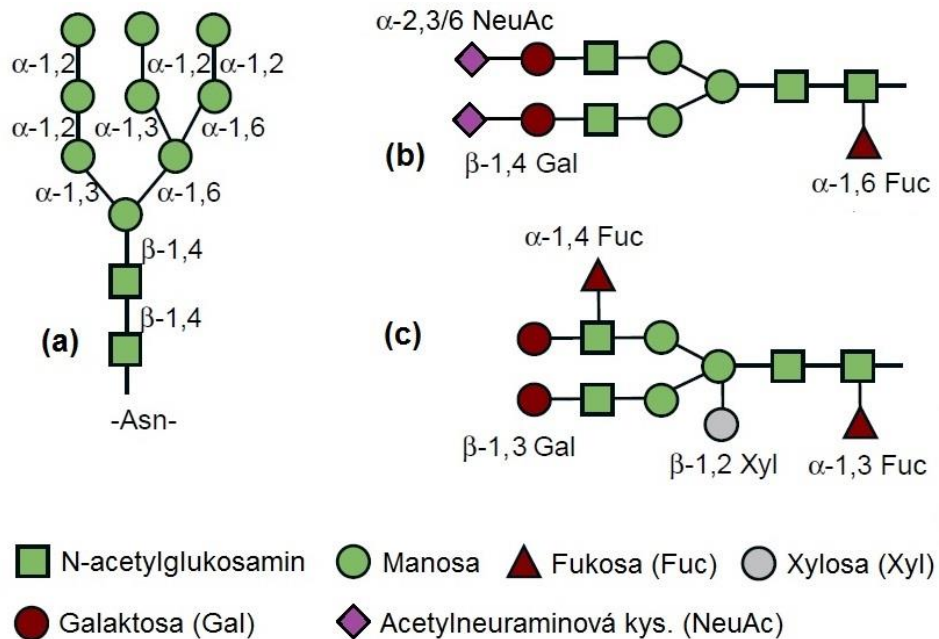 α-1,2
α-1,2
α-1,2
α-1,2
α-1,3
α-1,6
α-1,3
α-1,6
β-1,4
β-1,4
(a)
-Asn-
α-2,3/6 NeuAc
(b)
β-1,4 Gal
α-1,6 Fuc
α-1,4 Fuc
(c)
β-1,3 Gal
β-1,2 Xyl
α-1,3 Fuc
N-acetylglukosamin
Manosa
Fukosa (Fuc)
Xylosa (Xyl)
Galaktosa (Gal)
Acetylneuraminová kys. (NeuAc)